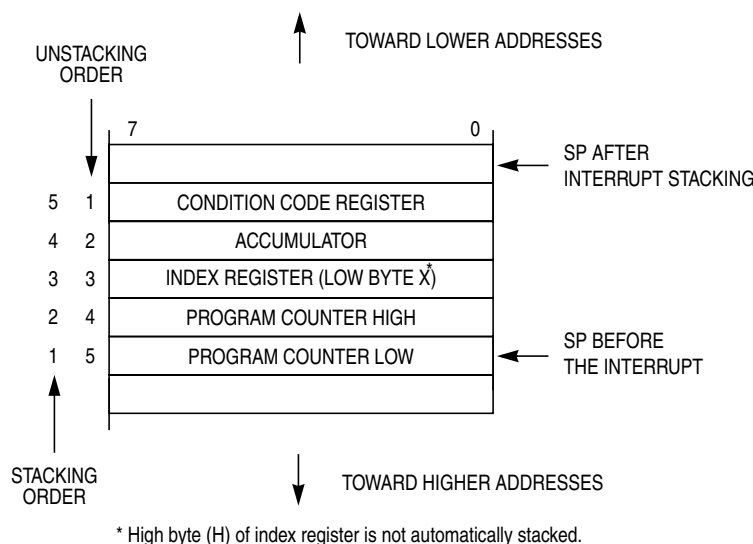 TOWARD LOWER ADDRESSES
UNSTACKING
ORDER
7 0
SP AFTER
INTERRUPT STACKING
5 1 CONDITION CODE REGISTER
4 2 ACCUMULATOR
3 3 INDEX REGISTER (LOW BYTE X)*
2 4 PROGRAM COUNTER HIGH
1 5 PROGRAM COUNTER LOW
SP BEFORE
THE INTERRUPT
STACKING
ORDER
TOWARD HIGHER ADDRESSES
* High byte (H) of index register is not automatically stacked.